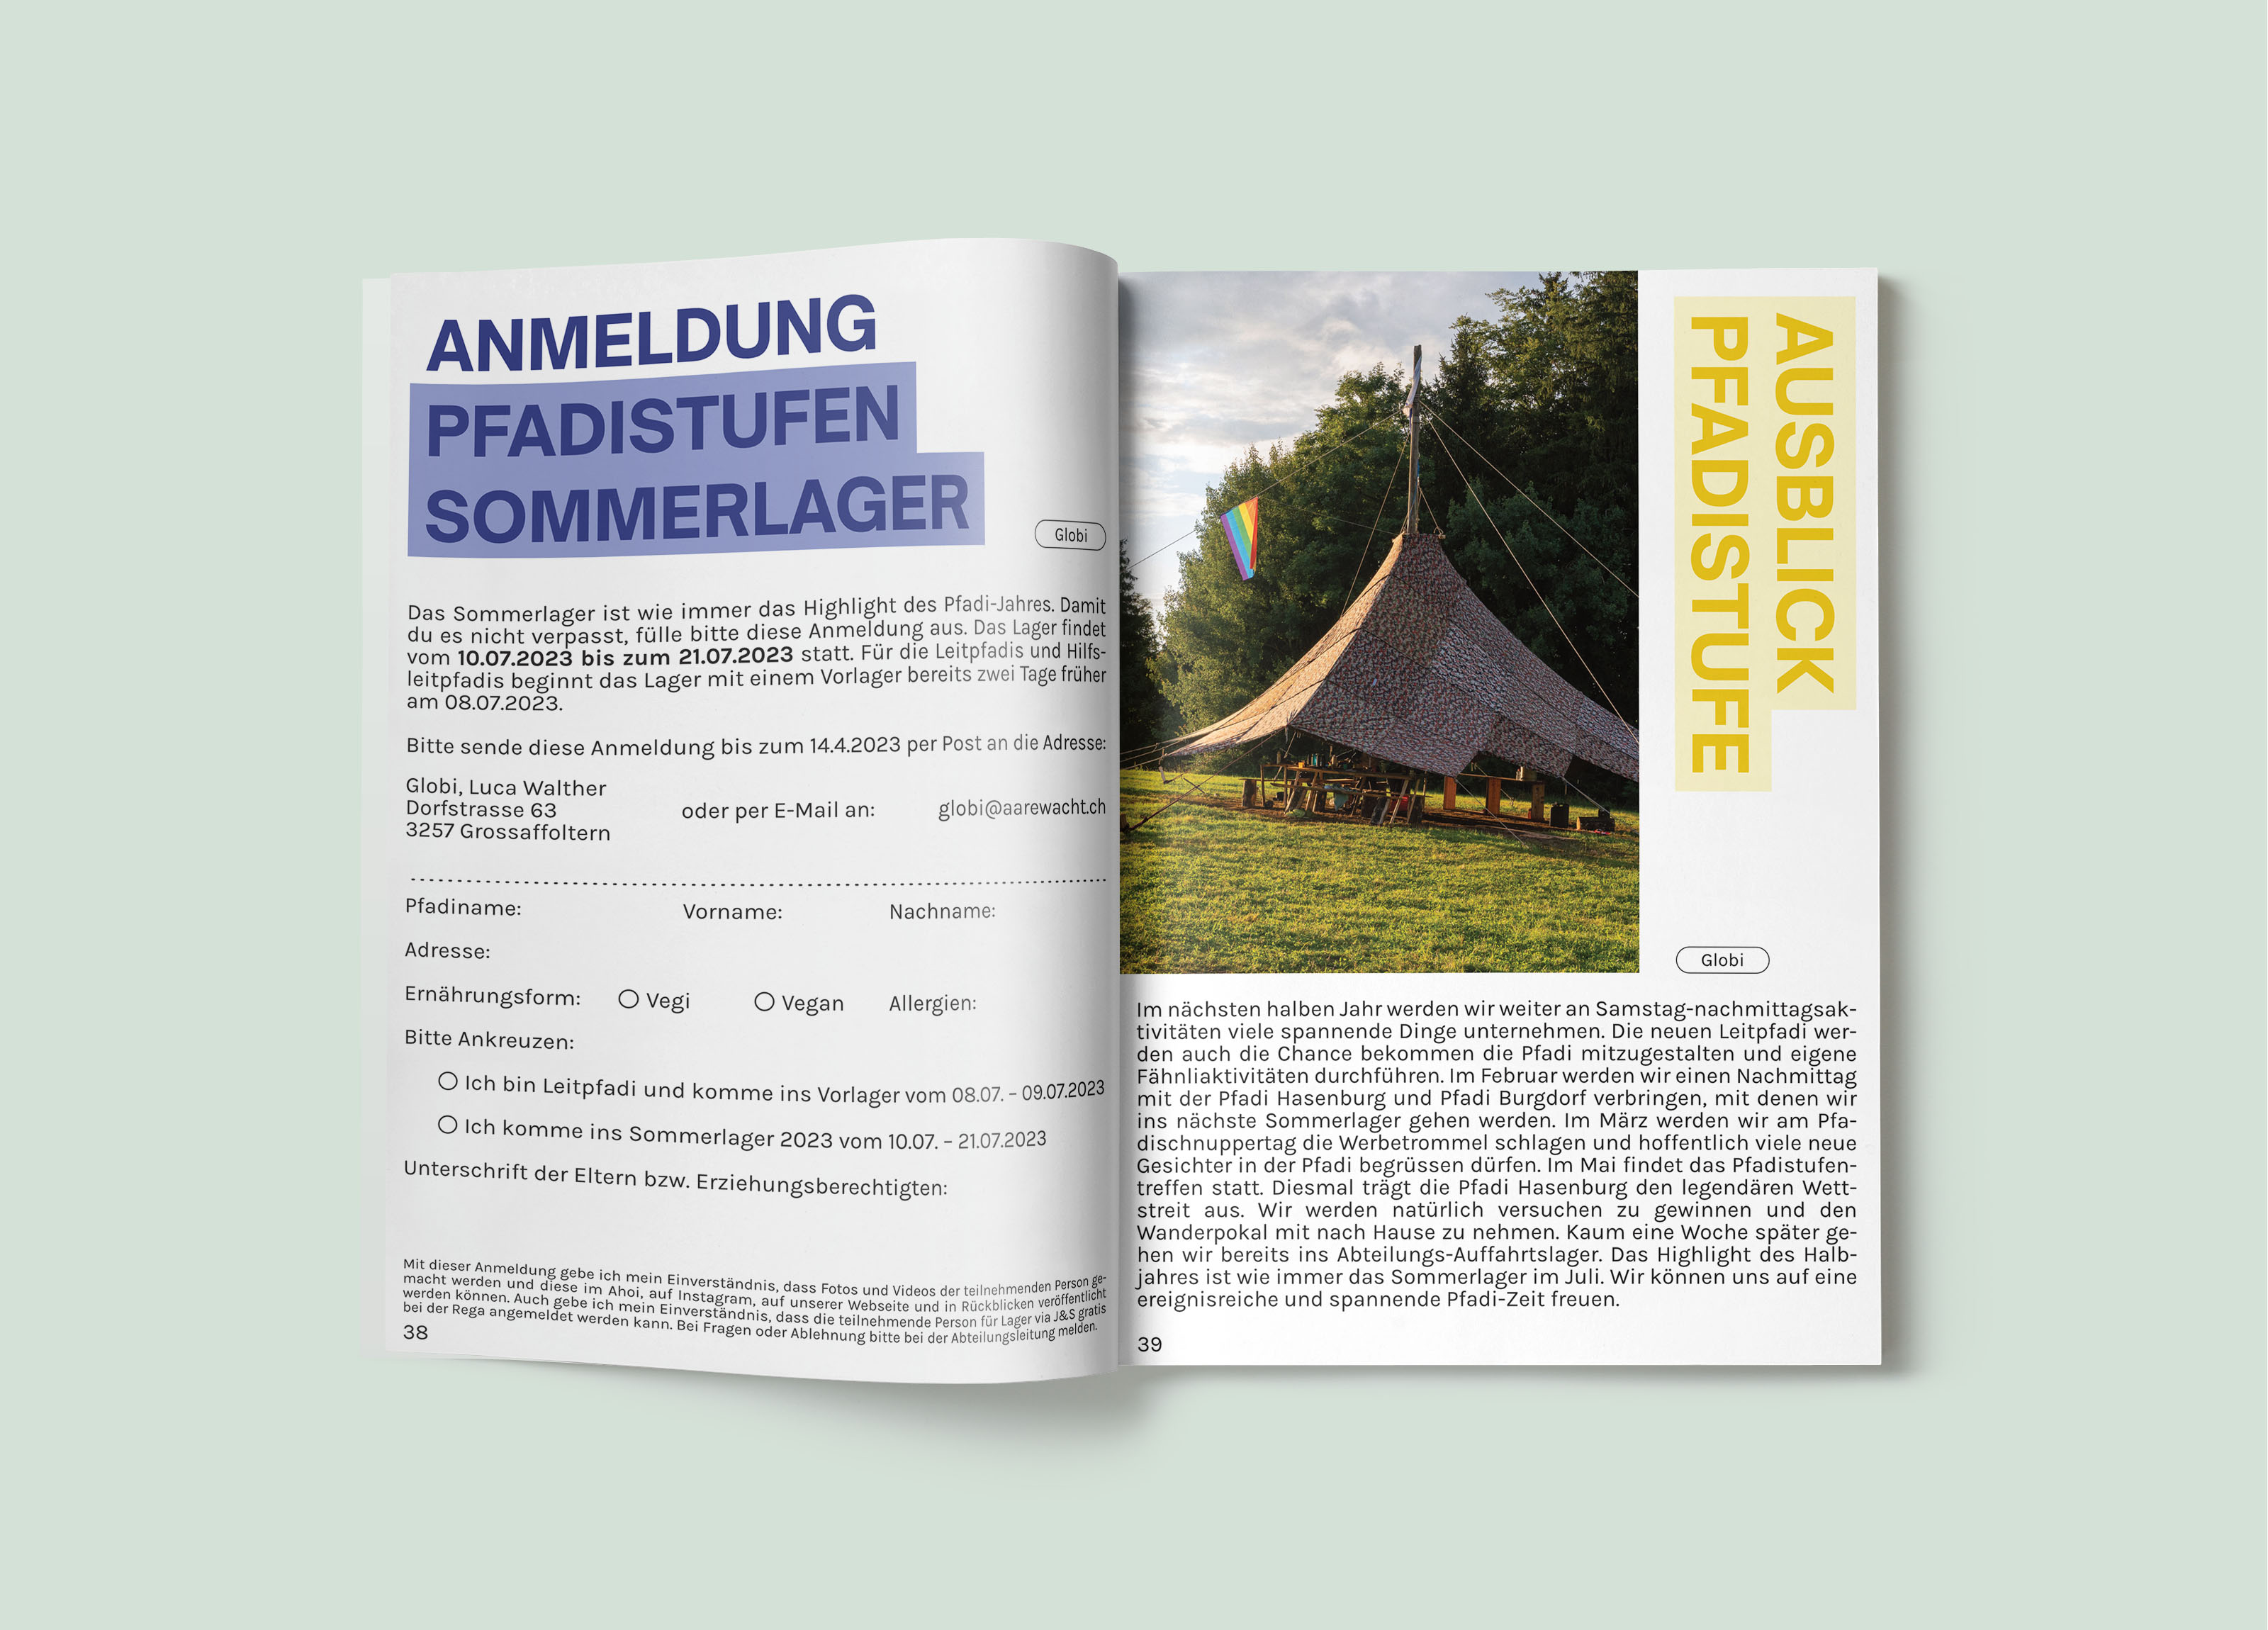 ANMELDUNG
PFADISTUFEN
SOMMERLAGER
Globi
Das Sommerlager ist wie immer das Highlight des Pfadi-Jahres. Damit
du es nicht verpasst, fülle bitte diese Anmeldung aus. Das Lager findet
vom 10.07.2023 bis zum 21.07.2023 statt. Für die Leitpfadis und Hilfs-
leitpfadis beginnt das Lager mit einem Vorlager bereits zwei Tage früher
am 08.07.2023.
Bitte sende diese Anmeldung bis zum 14.4.2023 per Post an die Adresse:
Globi, Luca Walther
Dorfstrasse 63
3257 Grossaffoltern
oder per E-Mail an:
globi@aarewacht.ch
Pfadiname: Vorname: Nachname:
Adresse:
Ernährungsform: Vegi Vegan Allergien:
Bitte Ankreuzen:
Ich bin Leitpfadi und komme ins Vorlager vom 08.07. – 09.07.2023
Ich komme ins Sommerlager 2023 vom 10.07. – 21.07.2023
Unterschrift der Eltern bzw. Erziehungsberechtigten:
Mit dieser Anmeldung gebe ich mein Einverständnis, dass Fotos und Videos der teilnehmenden Person ge-
macht werden und diese im Ahoi, auf Instagram, auf unserer Webseite und in Rückblicken veröffentlicht
werden können. Auch gebe ich mein Einverständnis, dass die teilnehmende Person für Lager via J&S gratis
bei der Rega angemeldet werden kann. Bei Fragen oder Ablehnung bitte bei der Abteilungsleitung melden.
38
AUSBLICK
PFADISTUFE
Globi
Im nächsten halben Jahr werden wir weiter an Samstag-nachmittagsak-
tivitäten viele spannende Dinge unternehmen. Die neuen Leitpfadi wer-
den auch die Chance bekommen die Pfadi mitzugestalten und eigene
Fähnliaktivitäten durchführen. Im Februar werden wir einen Nachmittag
mit der Pfadi Hasenburg und Pfadi Burgdorf verbringen, mit denen wir
ins nächste Sommerlager gehen werden. Im März werden wir am Pfa-
dischnuppertag die Werbetrommel schlagen und hoffentlich viele neue
Gesichter in der Pfadi begrüssen dürfen. Im Mai findet das Pfadistufen-
treffen statt. Diesmal trägt die Pfadi Hasenburg den legendären Wett-
streit aus. Wir werden natürlich versuchen zu gewinnen und den
Wanderpokal mit nach Hause zu nehmen. Kaum eine Woche später ge-
hen wir bereits ins Abteilungs-Auffahrtslager. Das Highlight des Halb-
jahres ist wie immer das Sommerlager im Juli. Wir können uns auf eine
ereignisreiche und spannende Pfadi-Zeit freuen.
39